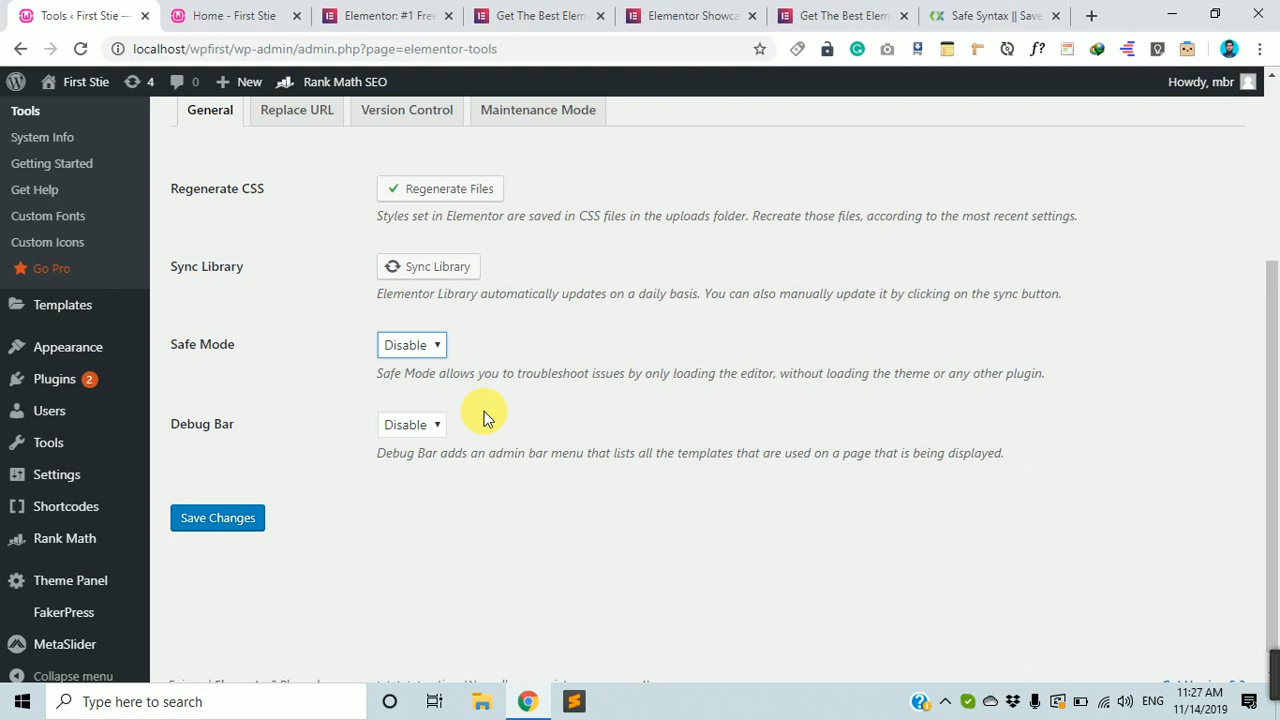 Tools ‹ First Stie —
Home - First Stie
Elementor: #1 Free
Get The Best Elem
Elementor Showca
Get The Best Elem
Safe Syntax || Save
localhost/wpfirst/wp-admin/admin.php?page=elementor-tools
First Stie
4
0
New
Rank Math SEO
Howdy, mbr
Tools
System Info
Getting Started
Get Help
Custom Fonts
Custom Icons
Go Pro
Templates
Appearance
Plugins 2
Users
Tools
Settings
Shortcodes
Rank Math
Theme Panel
FakerPress
MetaSlider
Collapse menu
General
Replace URL
Version Control
Maintenance Mode
Regenerate CSS
Regenerate Files
Styles set in Elementor are saved in CSS files in the uploads folder. Recreate those files, according to the most recent settings.
Sync Library
Sync Library
Elementor Library automatically updates on a daily basis. You can also manually update it by clicking on the sync button.
Safe Mode
Disable
Safe Mode allows you to troubleshoot issues by only loading the editor, without loading the theme or any other plugin.
Debug Bar
Disable
Debug Bar adds an admin bar menu that lists all the templates that are used on a page that is being displayed.
Save Changes
Type here to search
ENG
11:27 AM
11/14/2019